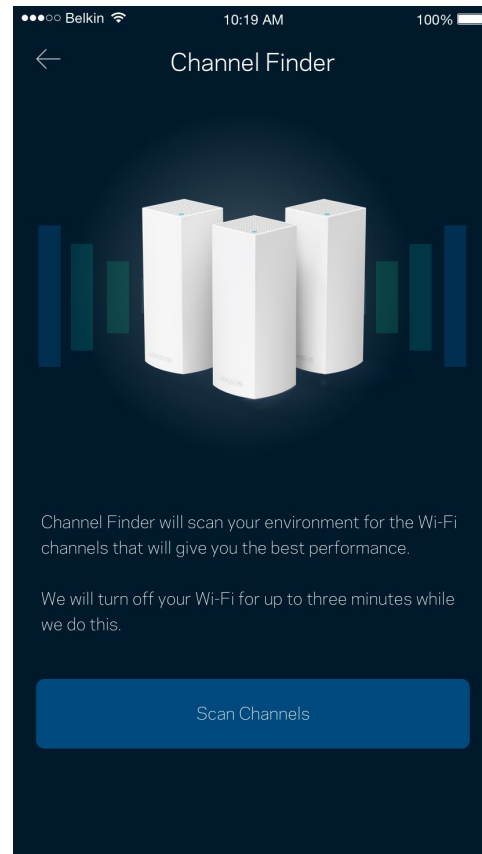 Belkin 10:19 AM 100%
Channel Finder
Channel Finder will scan your environment for the Wi-Fi
channels that will give you the best performance.
We will turn off your Wi-Fi for up to three minutes while
we do this.
Scan Channels